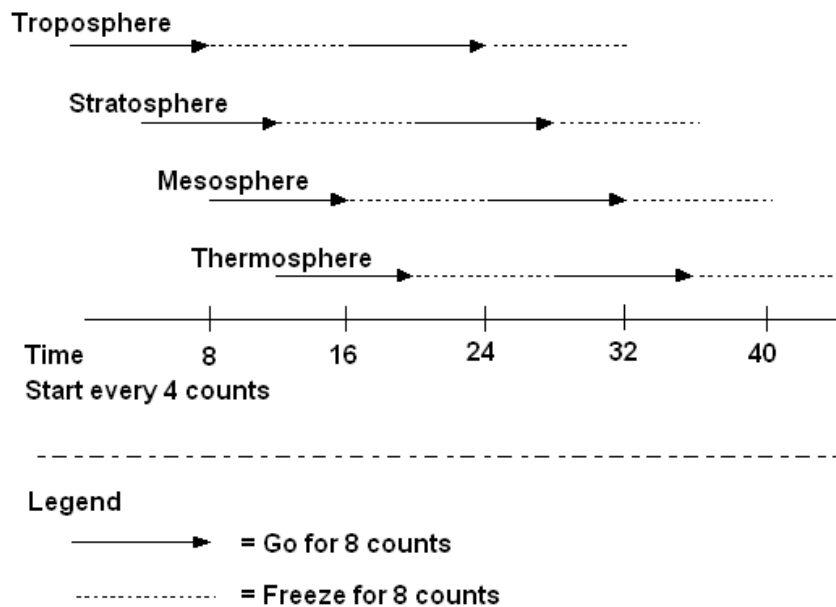 Troposphere
Stratosphere
Mesosphere
Thermosphere
Time 8 16 24 32 40
Start every 4 counts
Legend
= Go for 8 counts
= Freeze for 8 counts